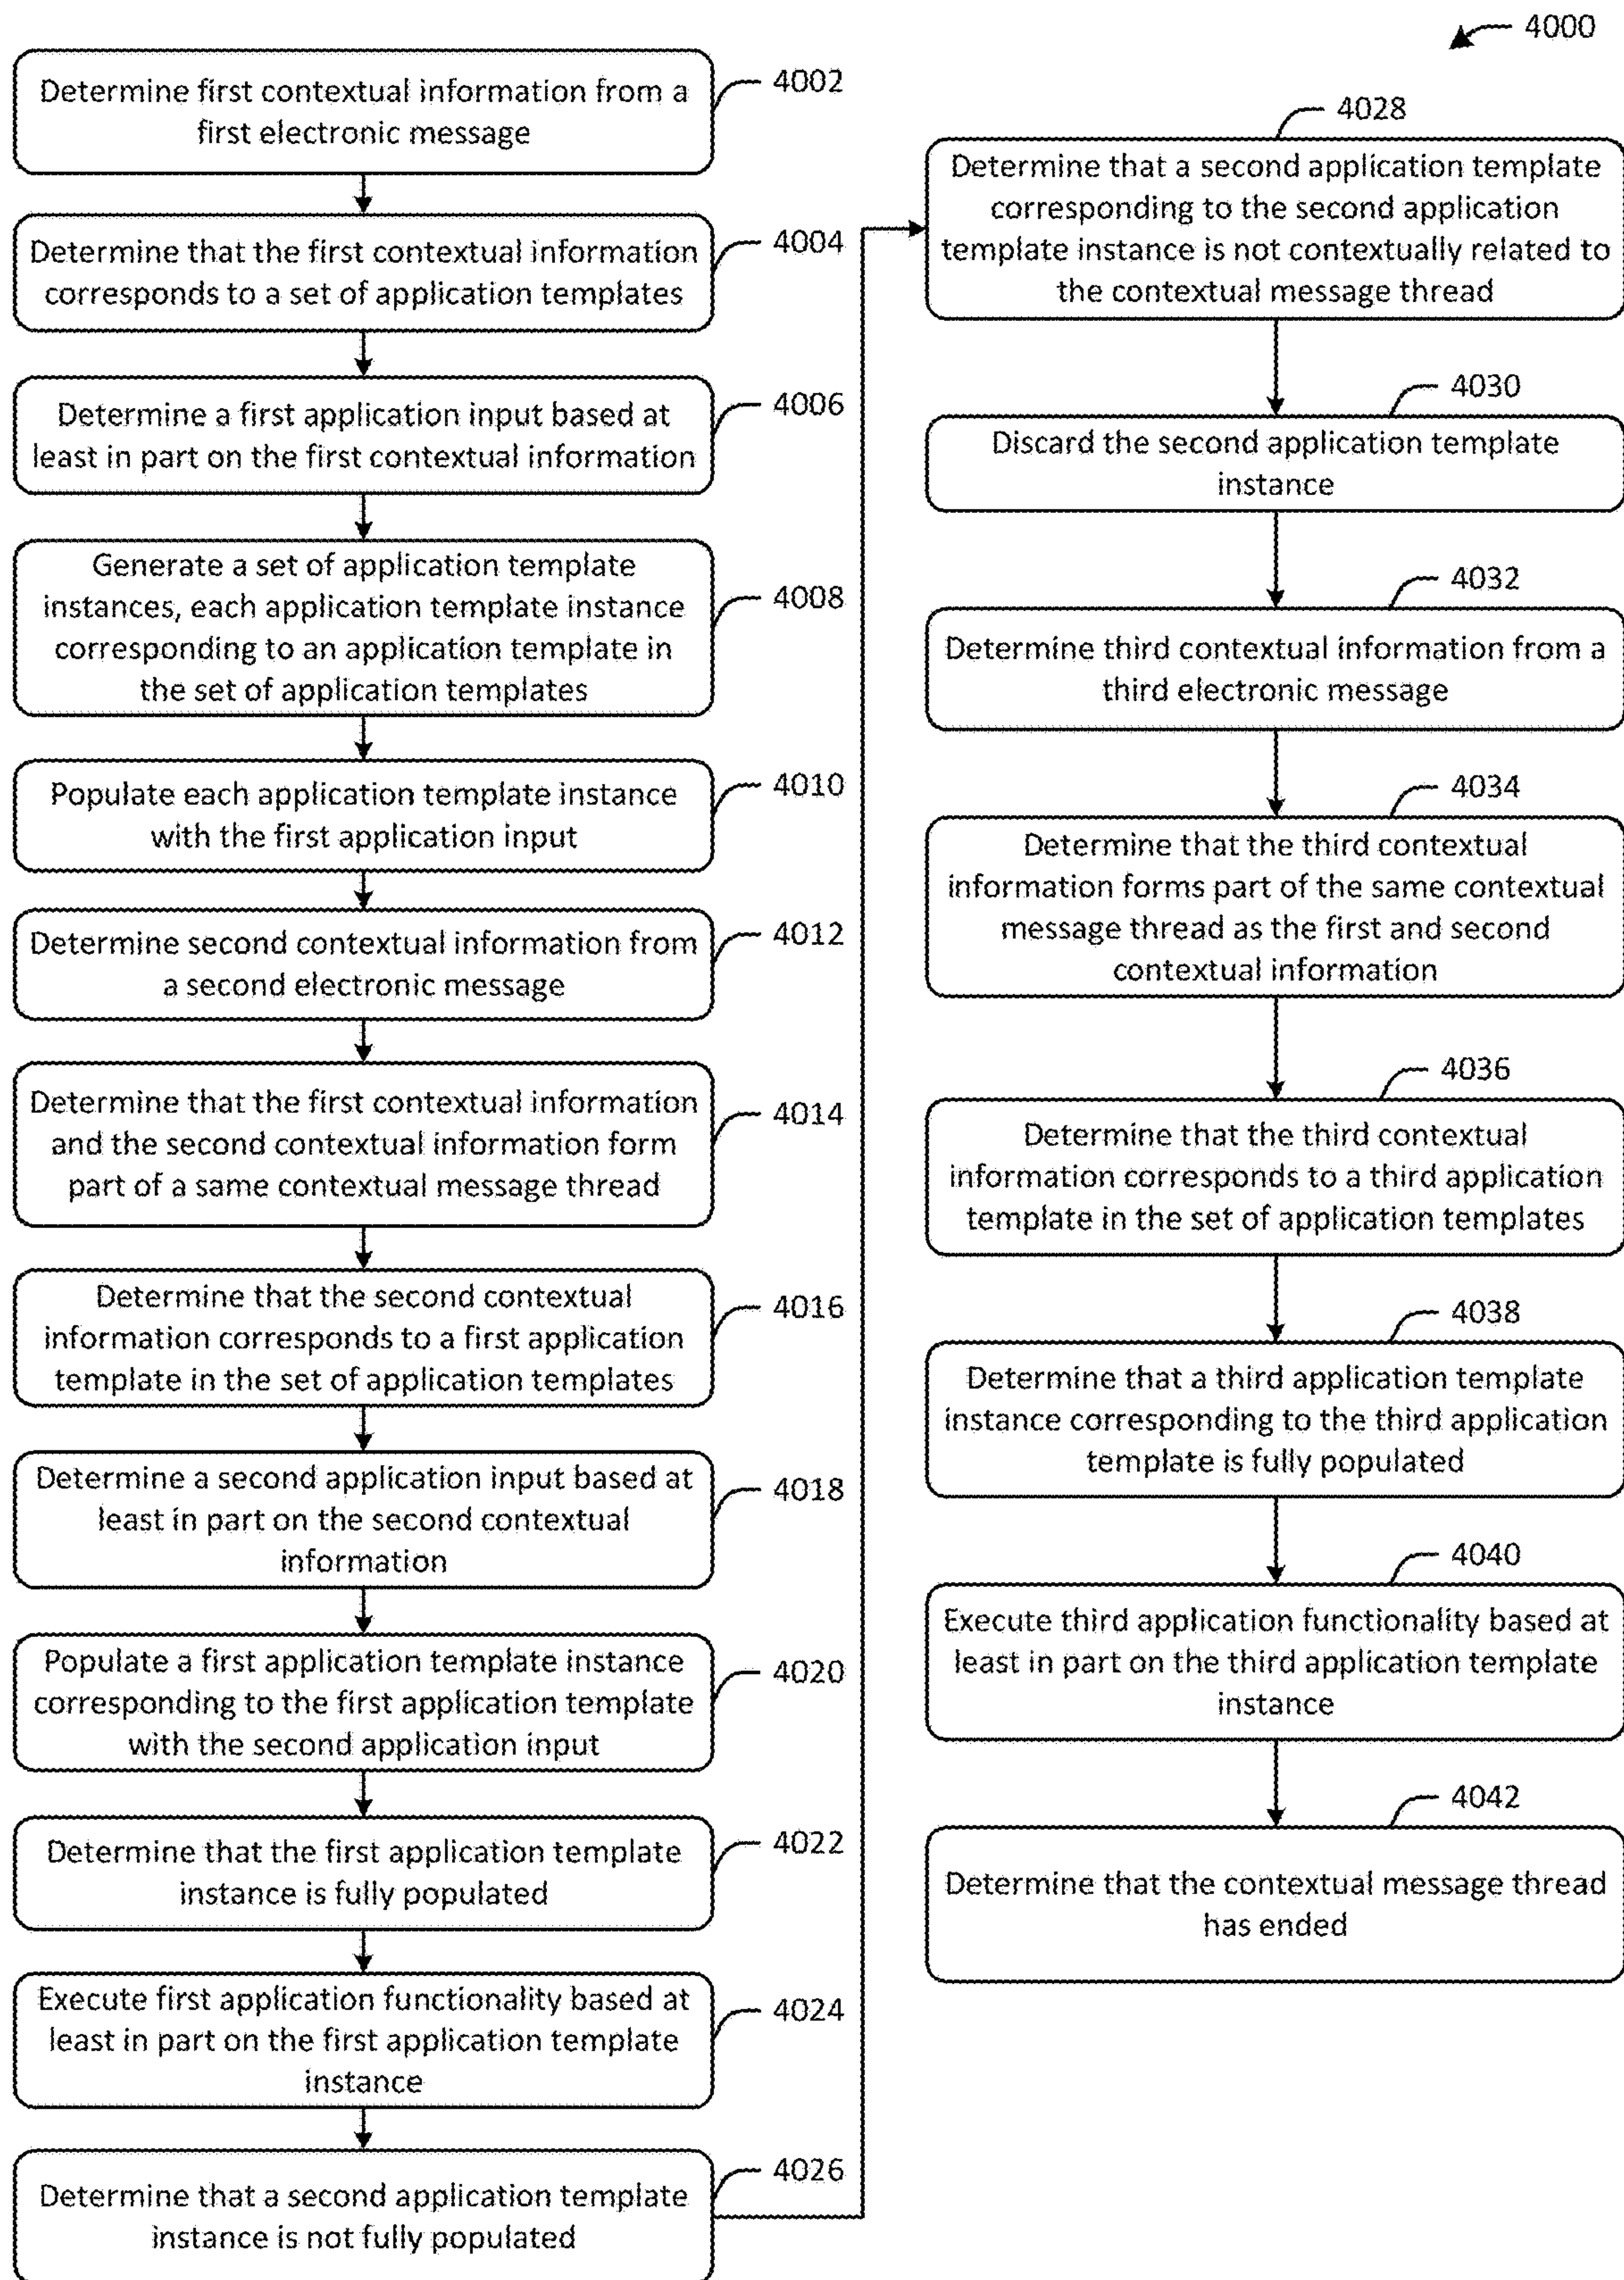 4000
Determine first contextual information from a
first electronic message
4002
Determine that the first contextual information
corresponds to a set of application templates
4004
Determine a first application input based at
least in part on the first contextual information
4006
Generate a set of application template
instances, each application template instance
corresponding to an application template in
the set of application templates
4008
Populate each application template instance
with the first application input
4010
Determine second contextual information from
a second electronic message
4012
Determine that the first contextual information
and the second contextual information form
part of a same contextual message thread
4014
Determine that the second contextual
information corresponds to a first application
template in the set of application templates
4016
Determine a second application input based at
least in part on the second contextual
information
4018
Populate a first application template instance
corresponding to the first application template
with the second application input
4020
Determine that the first application template
instance is fully populated
4022
Execute first application functionality based at
least in part on the first application template
instance
4024
Determine that a second application template
instance is not fully populated
4026
4028
Determine that a second application template
corresponding to the second application
template instance is not contextually related to
the contextual message thread
4030
Discard the second application template
instance
4032
Determine third contextual information from a
third electronic message
4034
Determine that the third contextual
information forms part of the same contextual
message thread as the first and second
contextual information
4036
Determine that the third contextual
information corresponds to a third application
template in the set of application templates
4038
Determine that a third application template
instance corresponding to the third application
template is fully populated
4040
Execute third application functionality based at
least in part on the third application template
instance
4042
Determine that the contextual message thread
has ended